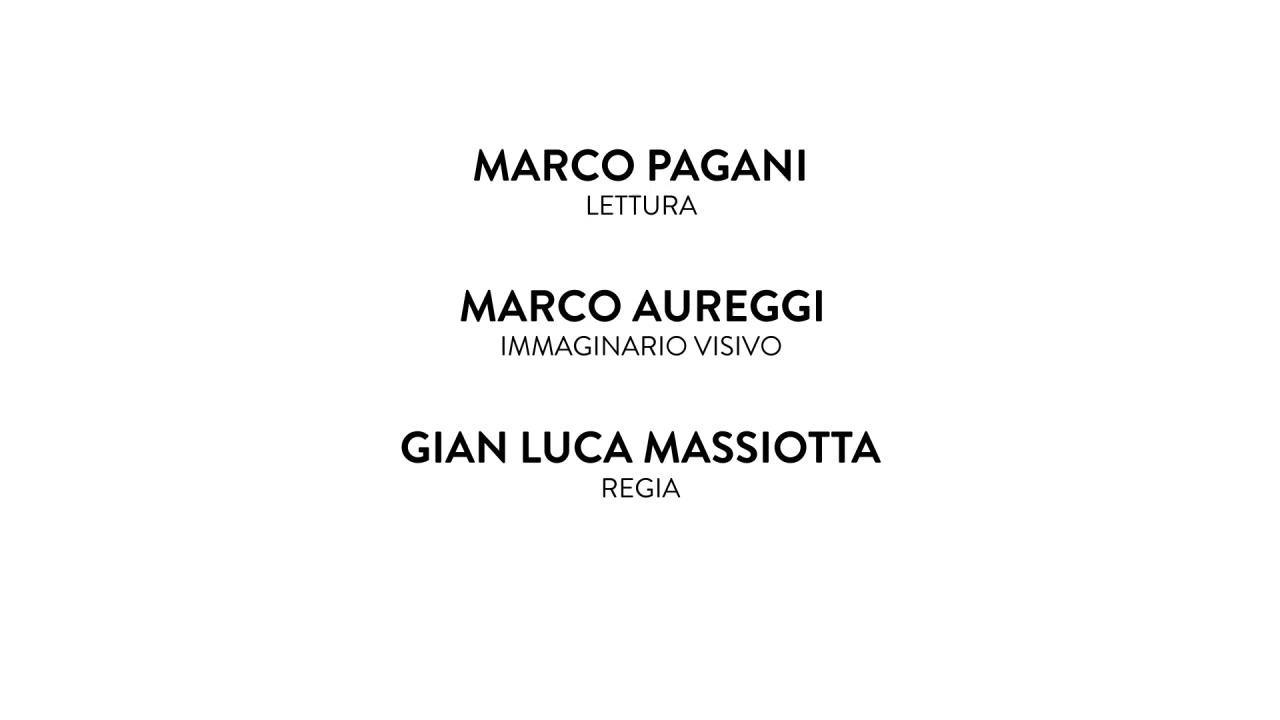 MARCO PAGANI
LETTURA
MARCO AUREGGI
IMMAGINARIO VISIVO
GIAN LUCA MASSIOTTA
REGIA